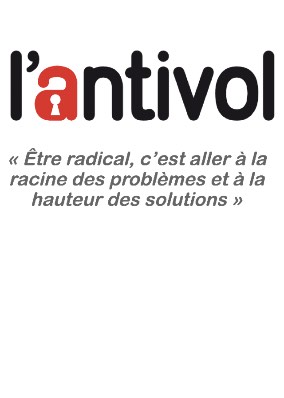 l'antivol
« Être radical, c'est aller à la
racine des problèmes et à la
hauteur des solutions »